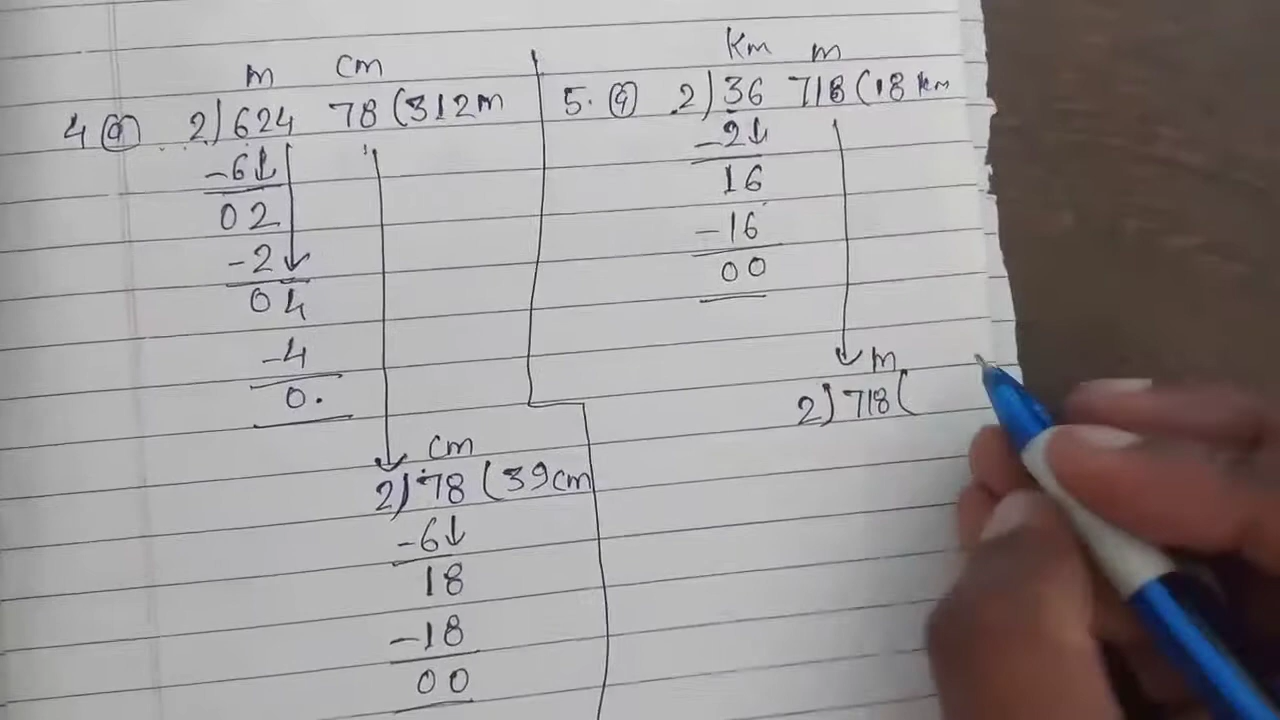 m cm
4 (a) 2)624 78(312m
-6↓
02
-2↓
04
-4
0.
cm
2)78(39cm
-6↓
18
-18
00
Km m
5. (a) 2)36 718(18 km
-2↓
16
-16
00
m
2)718(